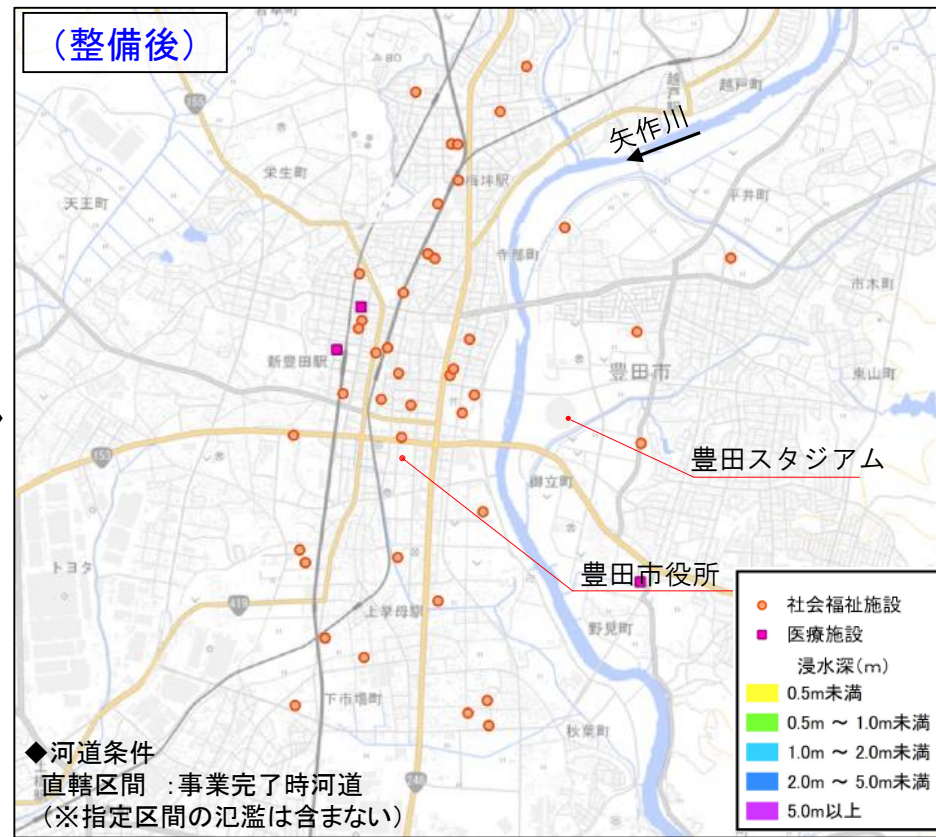 (整備後)
155
越戸町
越戸
矢作川
栄生町
梅坪駅
平井町
天王町
寺部町
市木町
新豊田駅
豊田市
東山町
153
豊田スタジアム
御立町
トヨタ
豊田市役所
419
上挙母駅
野見町
下市場町
秋葉町
248
◆河道条件
直轄区間 :事業完了時河道
(※指定区間の氾濫は含まない)
社会福祉施設
医療施設
浸水深(m)
0.5m未満
0.5m ~ 1.0m未満
1.0m ~ 2.0m未満
2.0m ~ 5.0m未満
5.0m以上